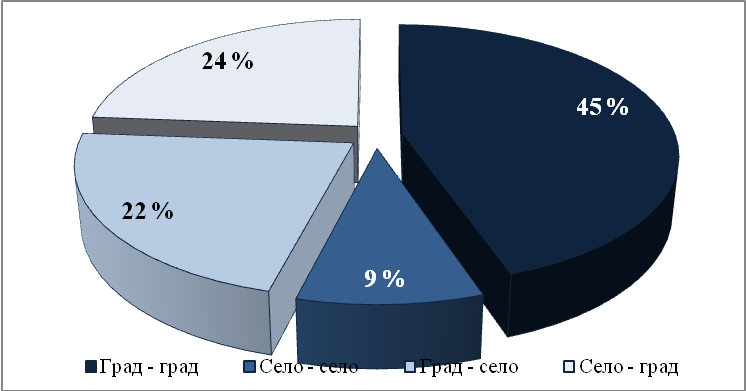 24 %
45 %
22 %
9 %
Град - град Село - село Град - село Село - град